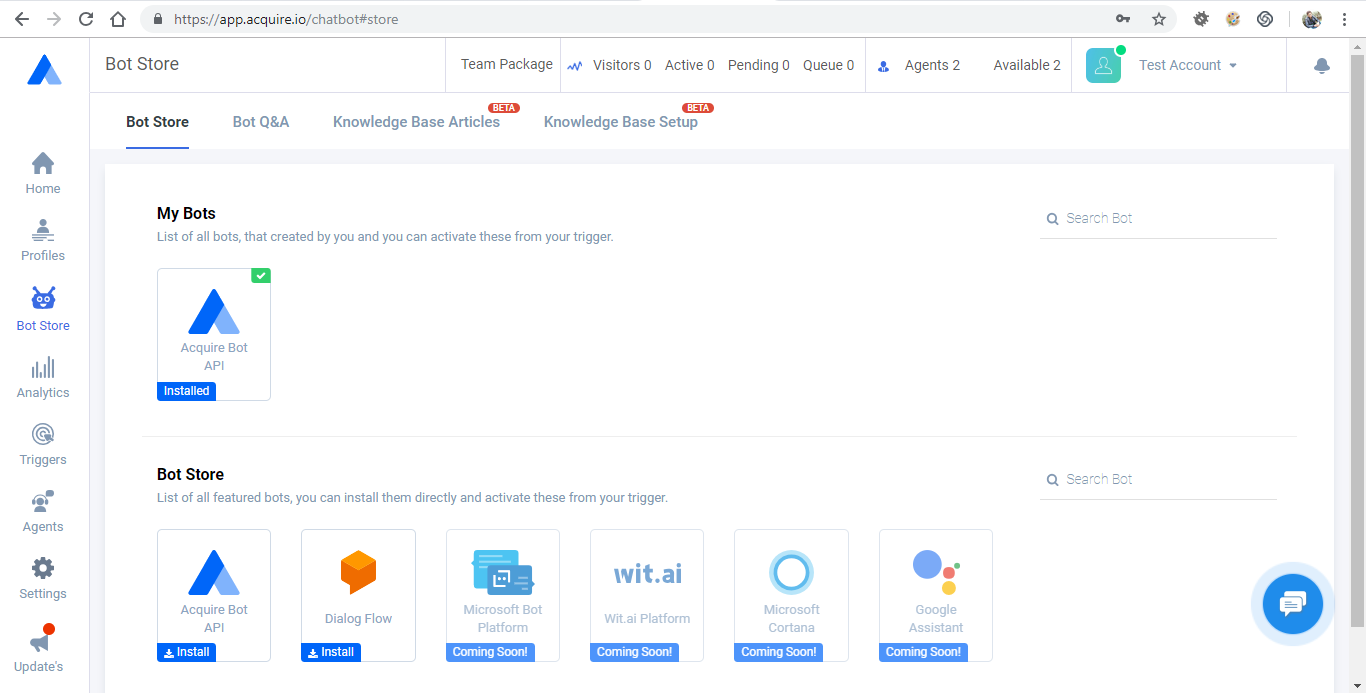 https://app.acquire.io/chatbot#store
Bot Store
Team Package
Visitors 0 Active 0 Pending 0 Queue 0
Agents 2 Available 2
Test Account
Bot Store
Bot Q&A
Knowledge Base Articles
BETA
Knowledge Base Setup
BETA
Home
Profiles
Bot Store
Analytics
Triggers
Agents
Settings
Update's
My Bots
List of all bots, that created by you and you can activate these from your trigger.
Search Bot
Acquire Bot
API
Installed
Bot Store
List of all featured bots, you can install them directly and activate these from your trigger.
Search Bot
Acquire Bot
API
Install
Dialog Flow
Install
Microsoft Bot
Platform
Coming Soon!
wit.ai
Wit.ai Platform
Coming Soon!
Microsoft
Cortana
Coming Soon!
Google
Assistant
Coming Soon!